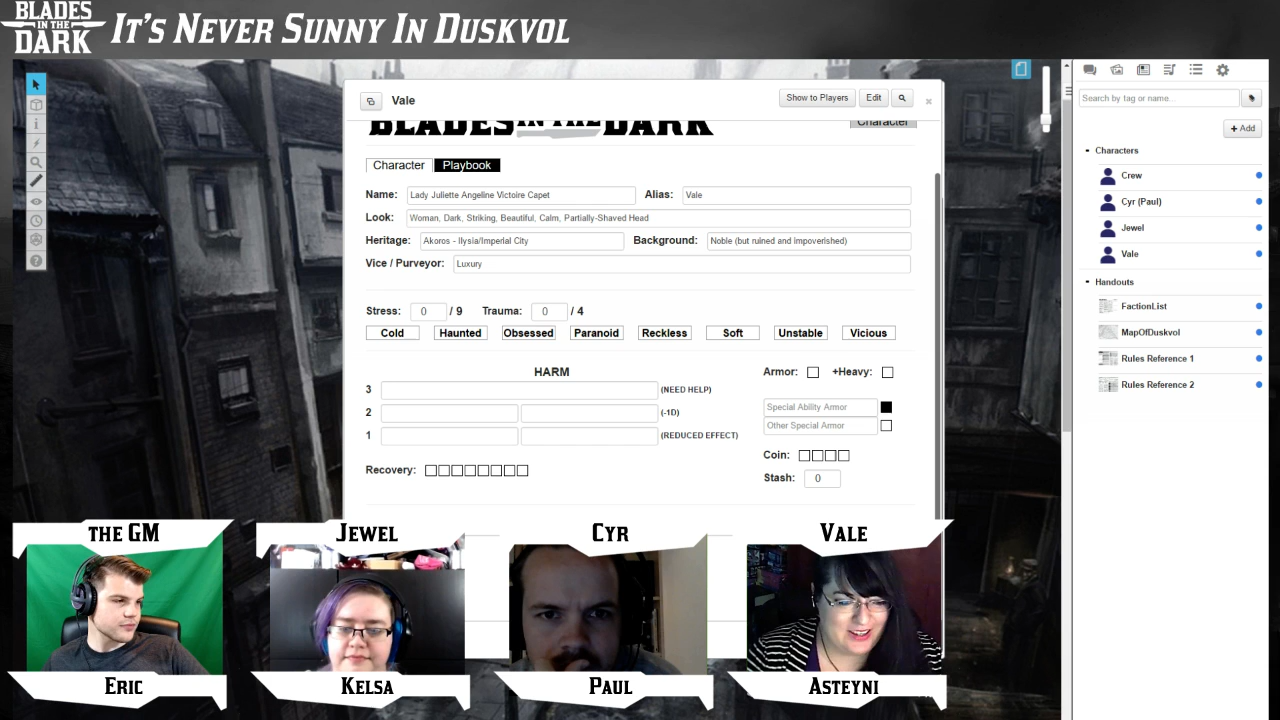 BLADES
IN THE
DARK
It's Never Sunny In Duskvol
Vale
Show to Players
Edit
BLADES IN THE DARK
Character
Character
Playbook
Name: Lady Juliette Angeline Victoire Capet
Alias: Vale
Look: Woman, Dark, Striking, Beautiful, Calm, Partially-Shaved Head
Heritage: Akoros - Ilysia/Imperial City
Background: Noble (but ruined and impoverished)
Vice / Purveyor: Luxury
Stress: 0 / 9
Trauma: 0 / 4
Cold
Haunted
Obsessed
Paranoid
Reckless
Soft
Unstable
Vicious
HARM
3 (NEED HELP)
2 (-1D)
1 (REDUCED EFFECT)
Recovery:
Armor:
+Heavy:
Special Ability Armor
Other Special Armor
Coin:
Stash: 0
Search by tag or name...
+ Add
Characters
Crew
Cyr (Paul)
Jewel
Vale
Handouts
FactionList
MapOfDuskvol
Rules Reference 1
Rules Reference 2
the GM
Eric
Jewel
Kelsa
Cyr
Paul
Vale
Asteyni